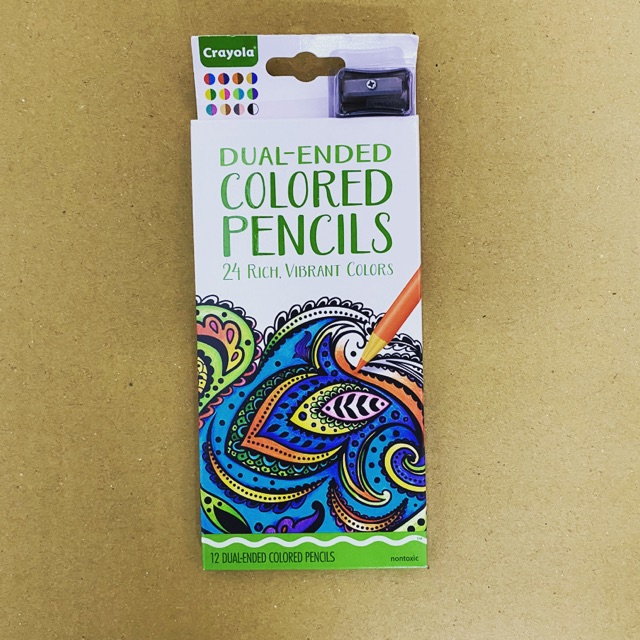 Crayola
DUAL-ENDED
COLORED
PENCILS
24 RICH, VIBRANT COLORS
12 DUAL-ENDED COLORED PENCILS
nontoxic